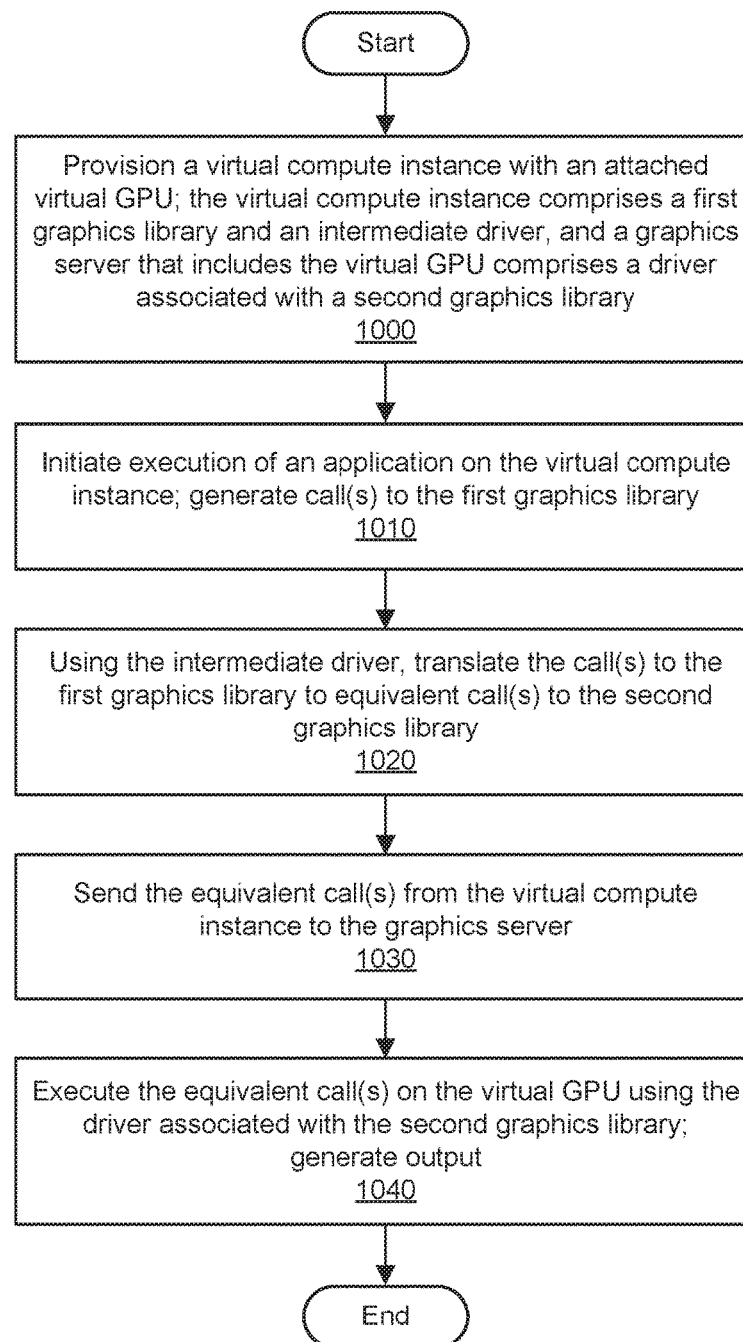 Start
Provision a virtual compute instance with an attached
virtual GPU; the virtual compute instance comprises a first
graphics library and an intermediate driver, and a graphics
server that includes the virtual GPU comprises a driver
associated with a second graphics library
1000
Initiate execution of an application on the virtual compute
instance; generate call(s) to the first graphics library
1010
Using the intermediate driver, translate the call(s) to the
first graphics library to equivalent call(s) to the second
graphics library
1020
Send the equivalent call(s) from the virtual compute
instance to the graphics server
1030
Execute the equivalent call(s) on the virtual GPU using the
driver associated with the second graphics library;
generate output
1040
End